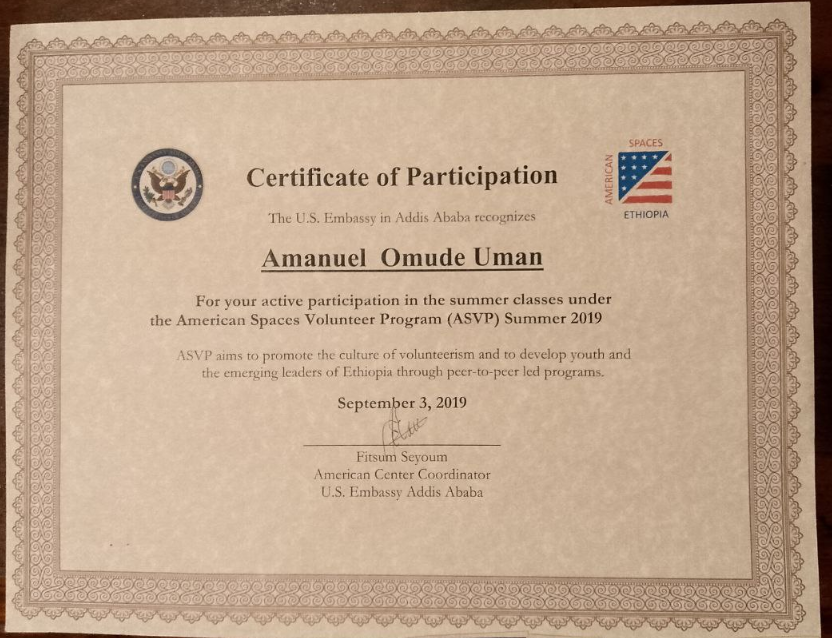 Certificate of Participation
SPACES
AMERICAN
ETHIOPIA
The U.S. Embassy in Addis Ababa recognizes
Amanuel Omude Uman
For your active participation in the summer classes under
the American Spaces Volunteer Program (ASVP) Summer 2019
ASVP aims to promote the culture of volunteerism and to develop youth and
the emerging leaders of Ethiopia through peer-to-peer led programs.
September 3, 2019
Fitsum Seyoum
American Center Coordinator
U.S. Embassy Addis Ababa